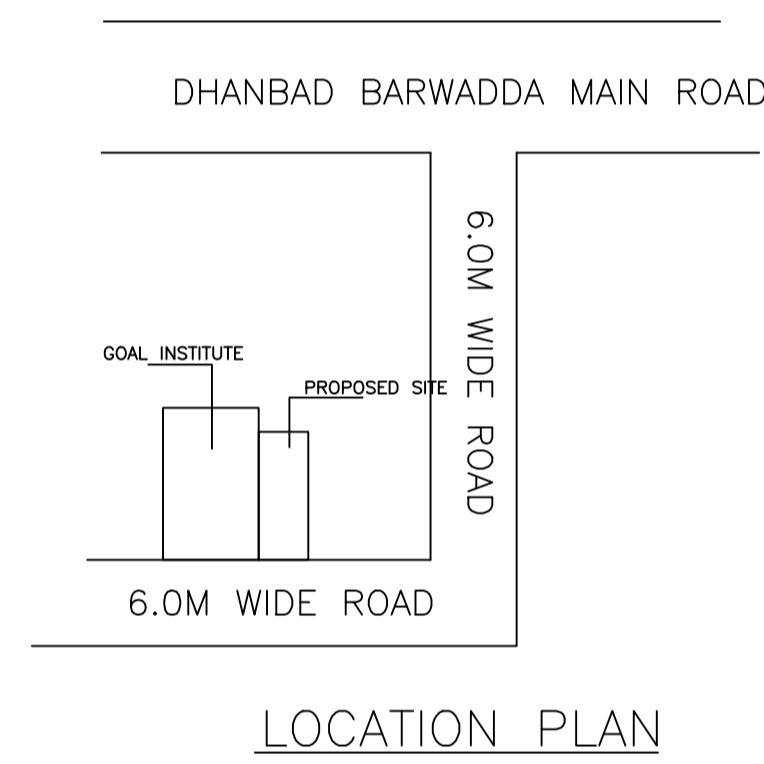 DHANBAD BARWADDA MAIN ROAD
6.0M WIDE ROAD
GOAL INSTITUTE
PROPOSED SITE
6.0M WIDE ROAD
LOCATION PLAN